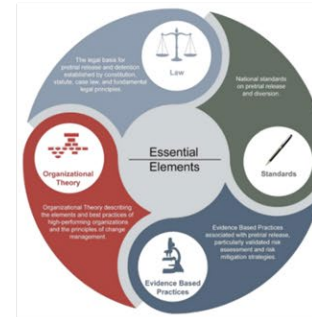 Law
The legal basis for
pretrial release and detention
established by constitution,
statute, case law, and fundamental
legal principles.
National standards
on pretrial release
and diversion.
Standards
Essential
Elements
Organizational
Theory
Organizational Theory describing
the elements and best practices of
high-performing organizations
and the principles of change
management.
Evidence Based Practices
associated with pretrial release,
particularly validated risk
assessment and risk
mitigation strategies.
Evidence Based
Practices